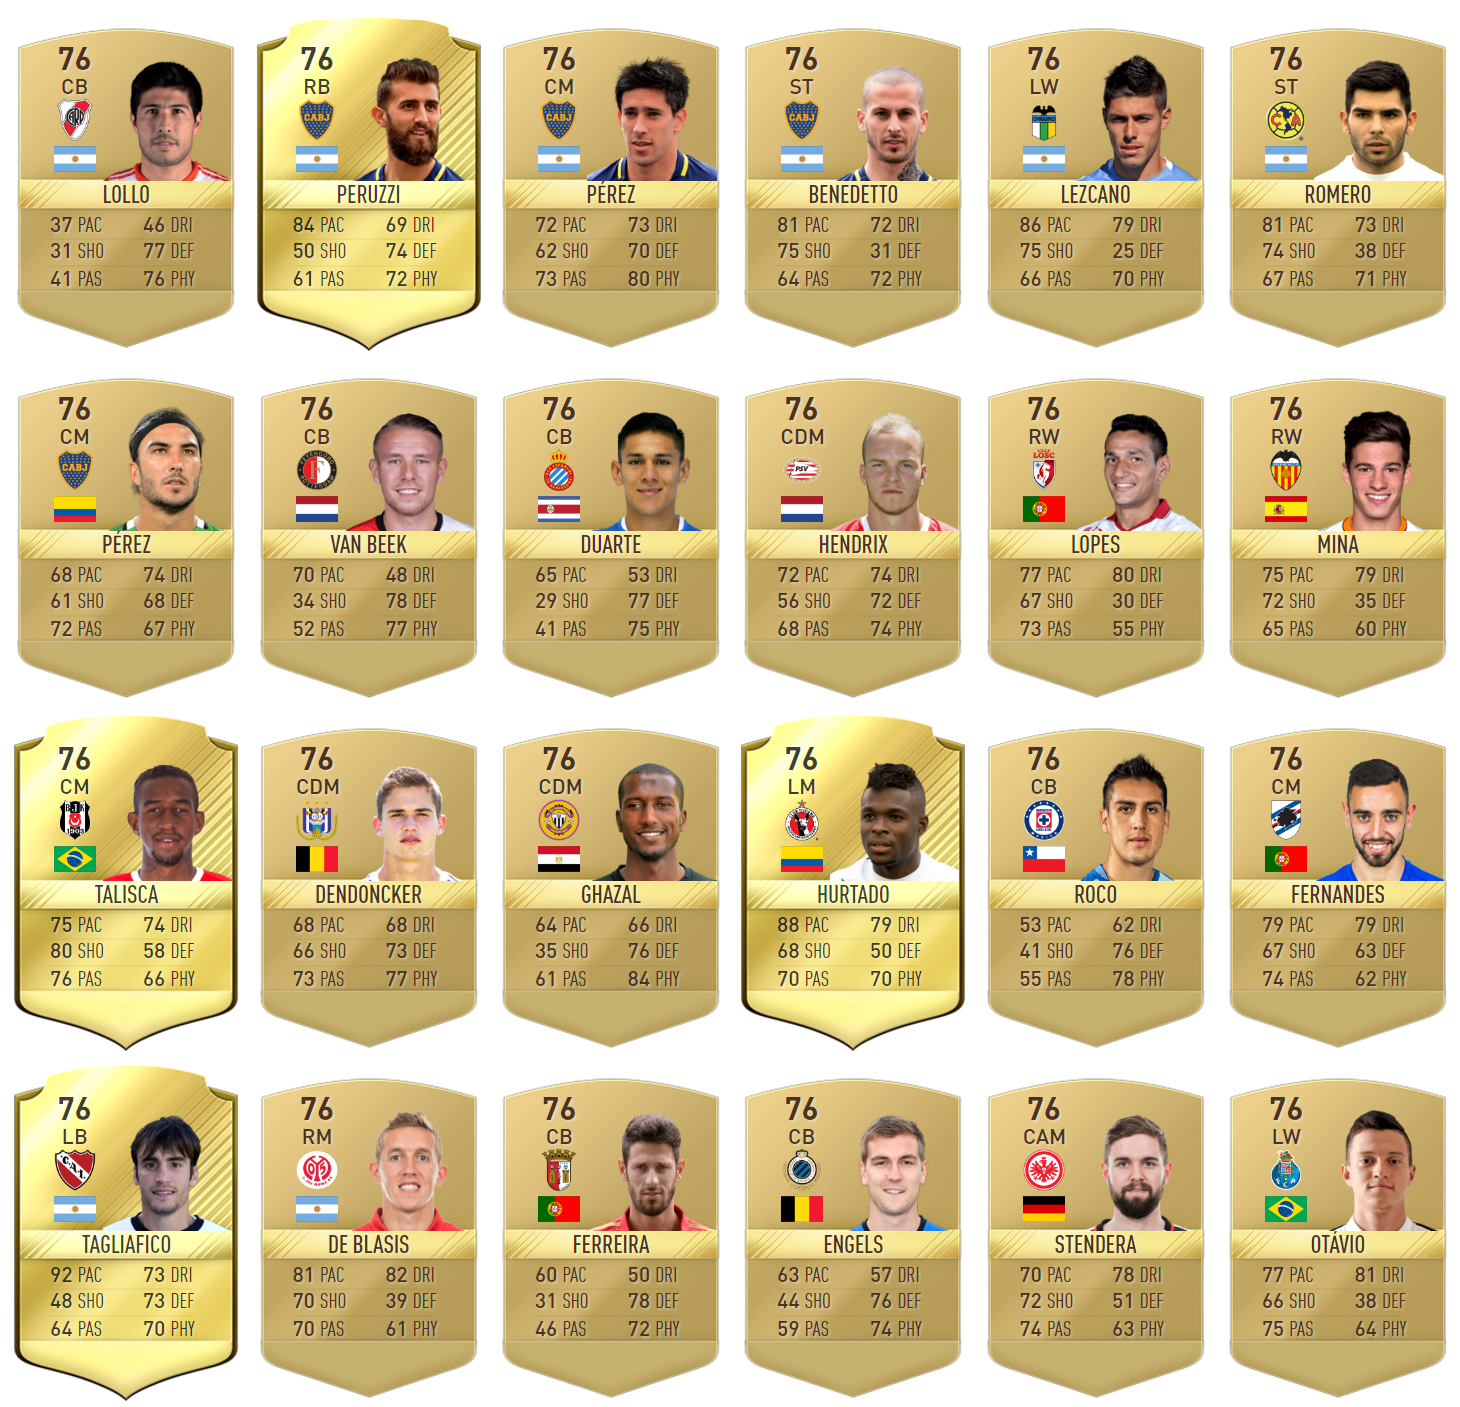 76
CB
LOLLO
37 PAC 46 DRI
31 SHO 77 DEF
41 PAS 76 PHY
76
RB
CABJ
PERUZZI
84 PAC 69 DRI
50 SHO 74 DEF
61 PAS 72 PHY
76
CM
CABJ
PÉREZ
72 PAC 73 DRI
62 SHO 70 DEF
73 PAS 80 PHY
76
ST
CABJ
BENEDETTO
81 PAC 72 DRI
75 SHO 31 DEF
64 PAS 72 PHY
76
LW
LEZCANO
86 PAC 79 DRI
75 SHO 25 DEF
66 PAS 70 PHY
76
ST
CA
ROMERO
81 PAC 73 DRI
74 SHO 38 DEF
67 PAS 71 PHY
76
CM
CABJ
PÉREZ
68 PAC 74 DRI
61 SHO 68 DEF
72 PAS 67 PHY
76
CB
VAN BEEK
70 PAC 48 DRI
34 SHO 78 DEF
52 PAS 77 PHY
76
CB
DUARTE
65 PAC 53 DRI
29 SHO 77 DEF
41 PAS 75 PHY
76
CDM
PSV
HENDRIX
72 PAC 74 DRI
56 SHO 72 DEF
68 PAS 74 PHY
76
RW
LOSC
LOPES
77 PAC 80 DRI
67 SHO 30 DEF
73 PAS 55 PHY
76
RW
MINA
75 PAC 79 DRI
72 SHO 35 DEF
65 PAS 60 PHY
76
CM
BJK
1903
TALISCA
75 PAC 74 DRI
80 SHO 58 DEF
76 PAS 66 PHY
76
CDM
DENDONCKER
68 PAC 68 DRI
66 SHO 73 DEF
73 PAS 77 PHY
76
CDM
GHAZAL
64 PAC 66 DRI
35 SHO 76 DEF
61 PAS 84 PHY
76
LM
HURTADO
88 PAC 79 DRI
68 SHO 50 DEF
70 PAS 70 PHY
76
CB
ROCO
53 PAC 62 DRI
41 SHO 76 DEF
55 PAS 78 PHY
76
CM
FERNANDES
79 PAC 79 DRI
67 SHO 63 DEF
74 PAS 62 PHY
76
LB
C.A.I.
TAGLIAFICO
92 PAC 73 DRI
48 SHO 73 DEF
64 PAS 70 PHY
76
RM
DE BLASIS
81 PAC 82 DRI
70 SHO 39 DEF
70 PAS 61 PHY
76
CB
FERREIRA
60 PAC 50 DRI
31 SHO 78 DEF
46 PAS 72 PHY
76
CB
ENGELS
63 PAC 57 DRI
44 SHO 76 DEF
59 PAS 74 PHY
76
CAM
STENDERA
70 PAC 78 DRI
72 SHO 51 DEF
74 PAS 63 PHY
76
LW
FCP
OTÁVIO
77 PAC 81 DRI
66 SHO 38 DEF
75 PAS 64 PHY